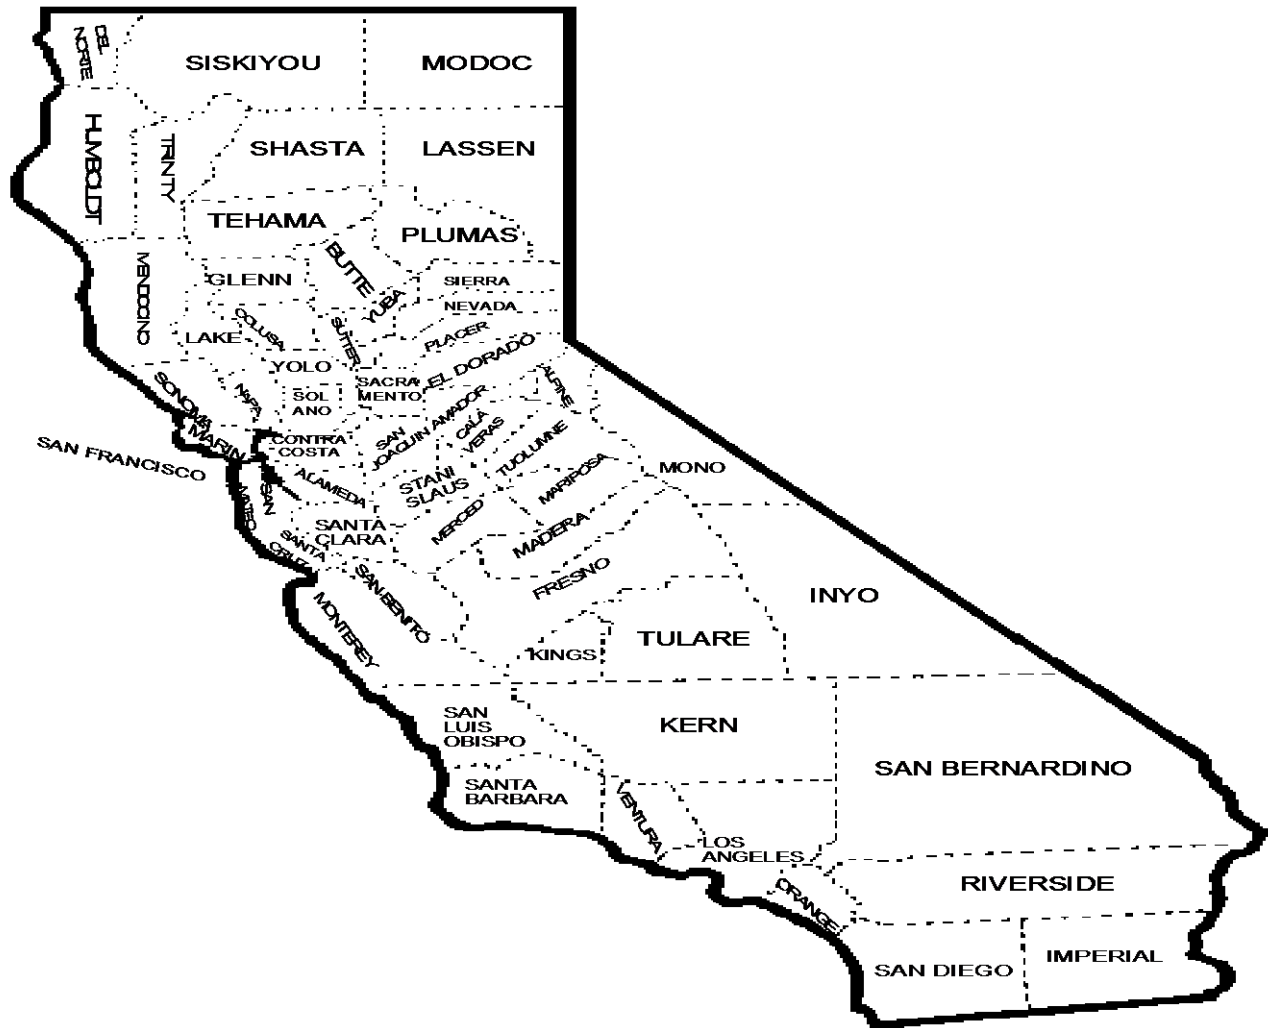 DEL
NORTE
SISKIYOU
MODOC
HUMBOLDT
TRINTY
SHASTA
LASSEN
TEHAMA
PLUMAS
MENDOCINO
GLENN
BUTTE
SIERRA
YUBA
NEVADA
LAKE
COLUSA
SUTTER
PLACER
YOLO
EL DORADO
SONOMA
NAPA
SOL
ANO
SACRA
MENTO
AMADOR
ALPINE
MARIN
CONTRA
COSTA
SAN
JOAQUIN
CALA
VERAS
TUOLUMNE
SAN FRANCISCO
ALAMEDA
STANI
SLAUS
MARIPOSA
MONO
SAN
MATEO
SANTA
CLARA
MERCED
MADEIRA
SANTA
CRUZ
SAN BENITO
FRESNO
INYO
MONTEREY
KINGS
TULARE
SAN
LUIS
OBISPO
KERN
SAN BERNARDINO
SANTA
BARBARA
VENTURA
LOS
ANGELES
ORANGE
RIVERSIDE
SAN DIEGO
IMPERIAL